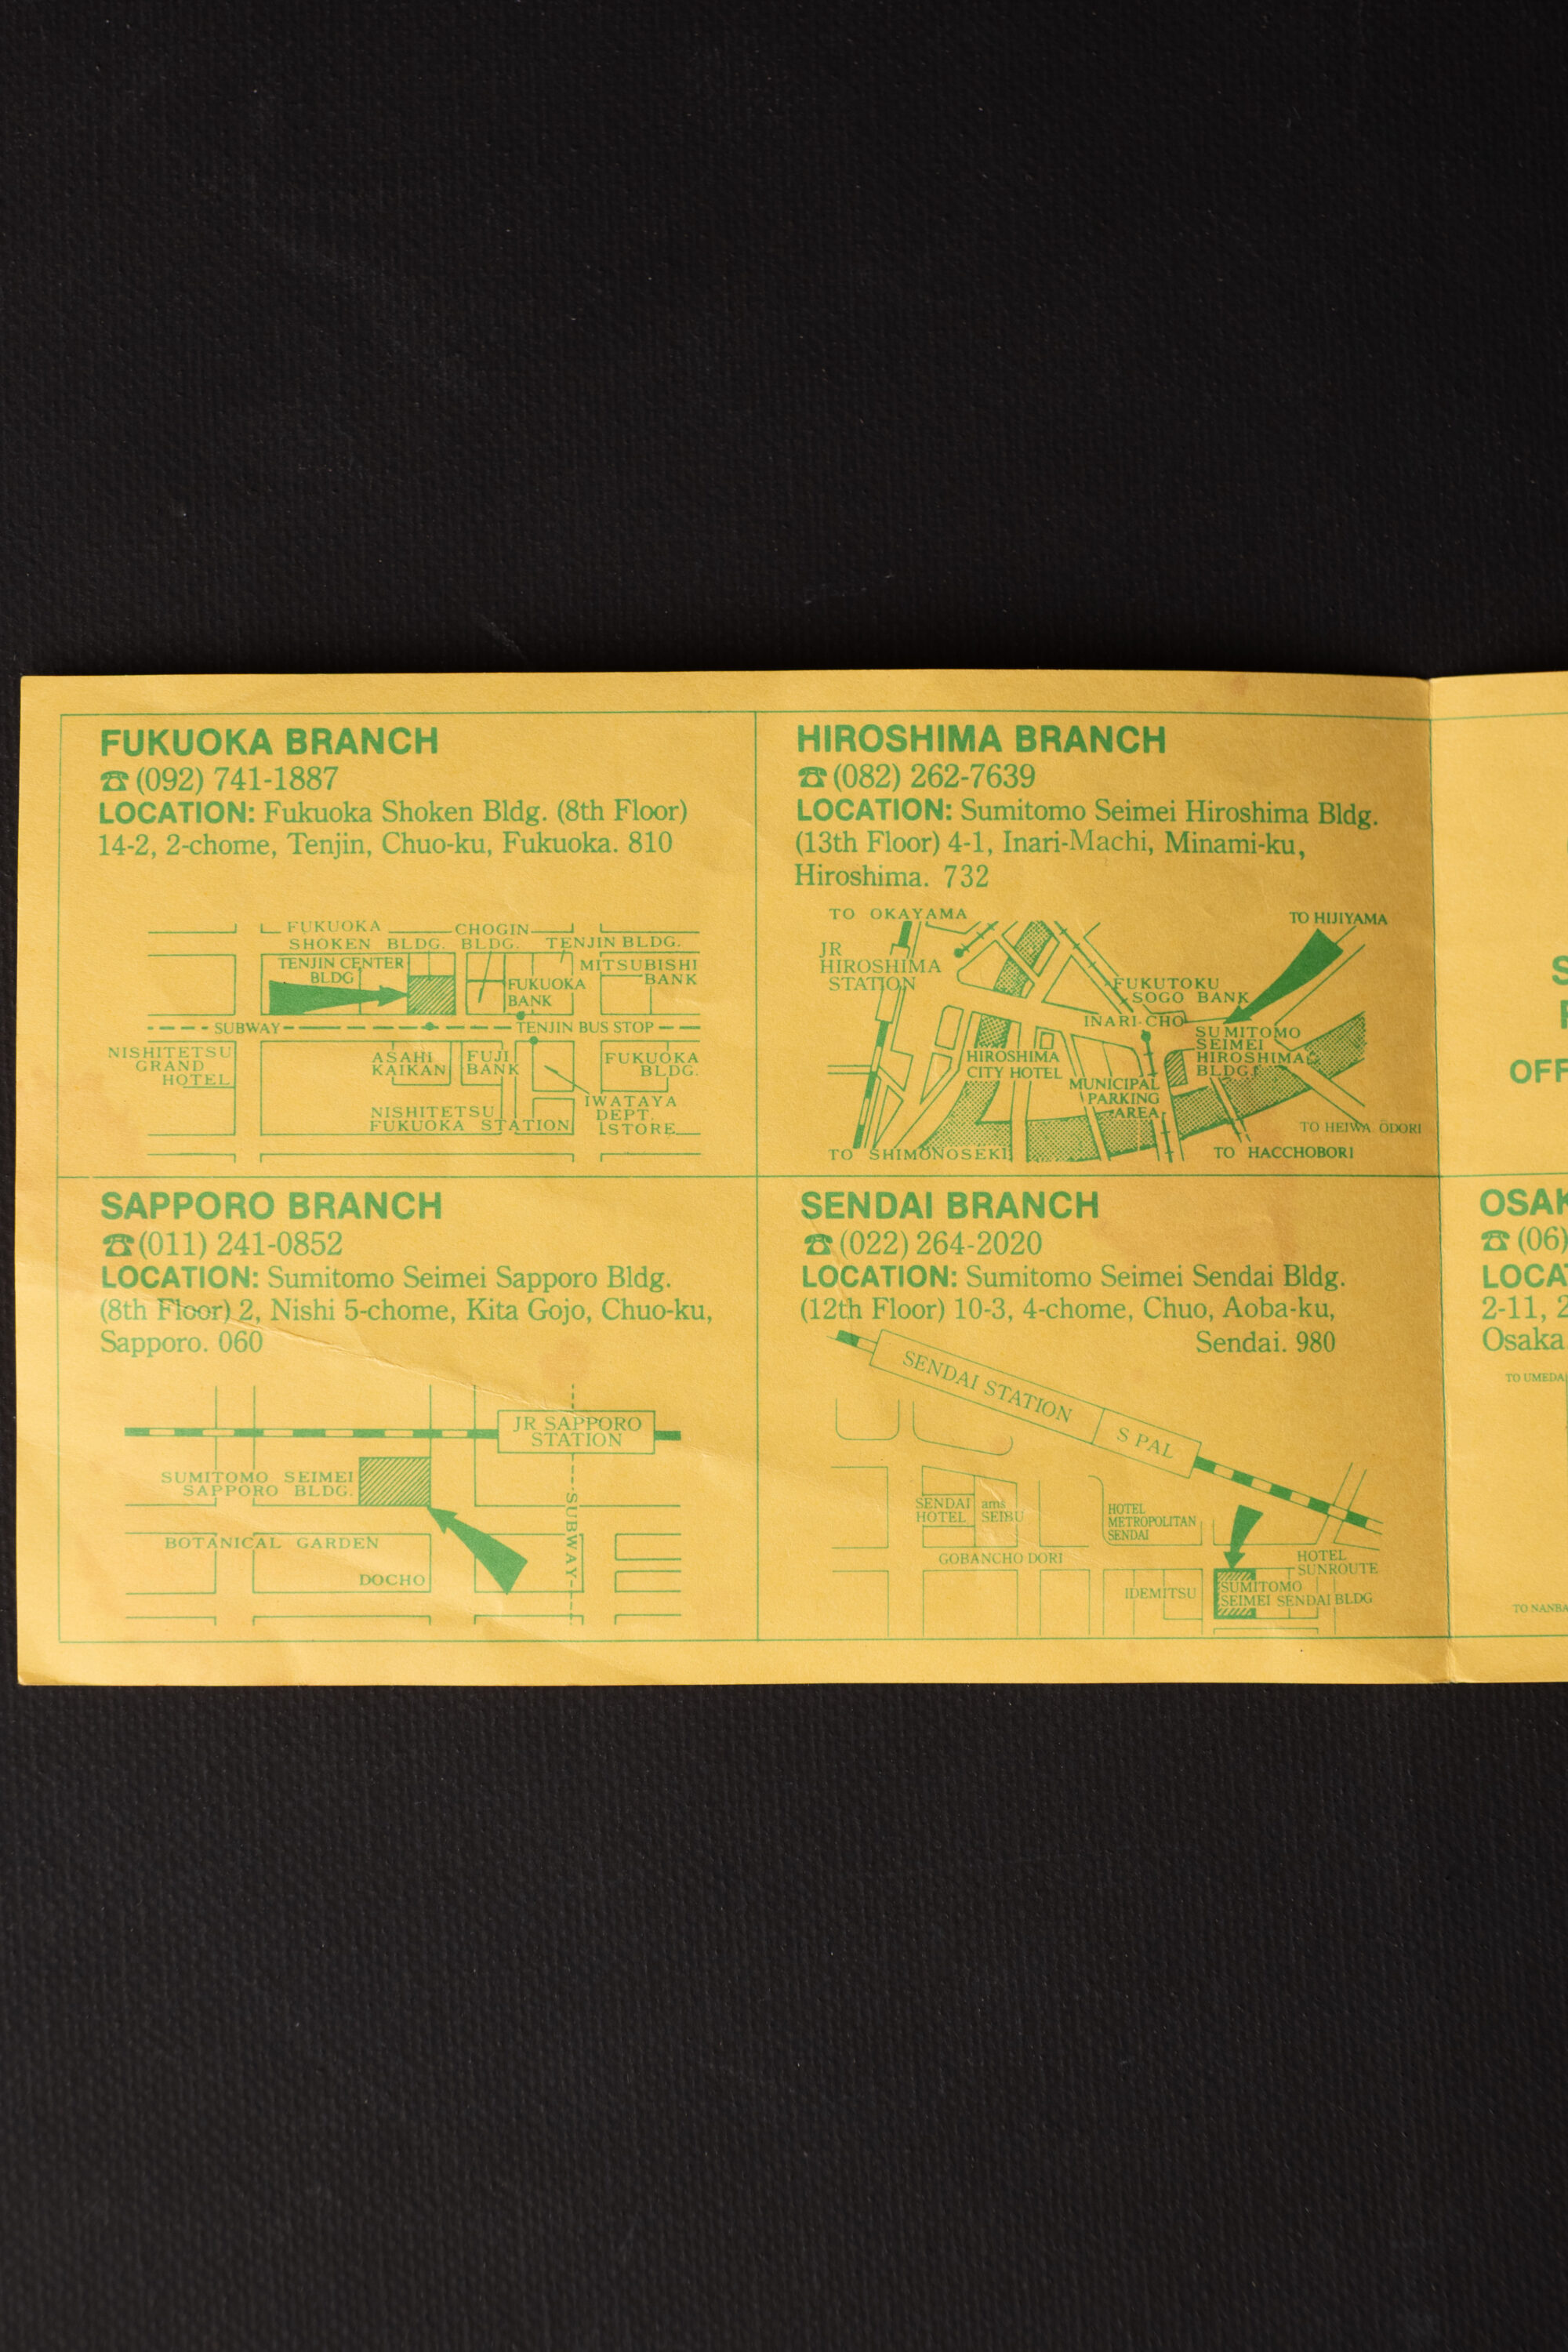 FUKUOKA BRANCH
☎(092) 741-1887
LOCATION: Fukuoka Shoken Bldg. (8th Floor)
14-2, 2-chome, Tenjin, Chuo-ku, Fukuoka. 810
FUKUOKA
SHOKEN BLDG.
CHOGIN
BLDG.
TENJIN BLDG.
TENJIN CENTER
BLDG
MITSUBISHI
BANK
FUKUOKA
BANK
SUBWAY
TENJIN BUS STOP
NISHITETSU
GRAND
HOTEL
ASAHI
KAIKAN
FUJI
BANK
FUKUOKA
BLDG.
NISHITETSU
FUKUOKA STATION
IWATAYA
DEPT.
STORE
HIROSHIMA BRANCH
☎(082) 262-7639
LOCATION: Sumitomo Seimei Hiroshima Bldg.
(13th Floor) 4-1, Inari-Machi, Minami-ku,
Hiroshima. 732
TO OKAYAMA
TO HIJIYAMA
JR
HIROSHIMA
STATION
FUKUTOKU
SOGO BANK
INARI-CHO
SUMITOMO
SEIMEI
HIROSHIMA
BLDG.
HIROSHIMA
CITY HOTEL
MUNICIPAL
PARKING
AREA
TO HEIWA ODORI
TO SHIMONOSEKI
TO HACCHOBORI
SAPPORO BRANCH
☎(011) 241-0852
LOCATION: Sumitomo Seimei Sapporo Bldg.
(8th Floor) 2, Nishi 5-chome, Kita Gojo, Chuo-ku,
Sapporo. 060
JR SAPPORO
STATION
SUMITOMO SEIMEI
SAPPORO BLDG.
SUBWAY
BOTANICAL GARDEN
DOCHO
SENDAI BRANCH
☎(022) 264-2020
LOCATION: Sumitomo Seimei Sendai Bldg.
(12th Floor) 10-3, 4-chome, Chuo, Aoba-ku,
Sendai. 980
SENDAI STATION
S PAL
SENDAI
HOTEL
ams
SEIBU
HOTEL
METROPOLITAN
SENDAI
GOBANCHO DORI
HOTEL
SUNROUTE
IDEMITSU
SUMITOMO
SEIMEI SENDAI BLDG
OFF
OSAK
☎(06)
LOCA
2-11, 2
Osaka
TO UMEDA
TO NANBA